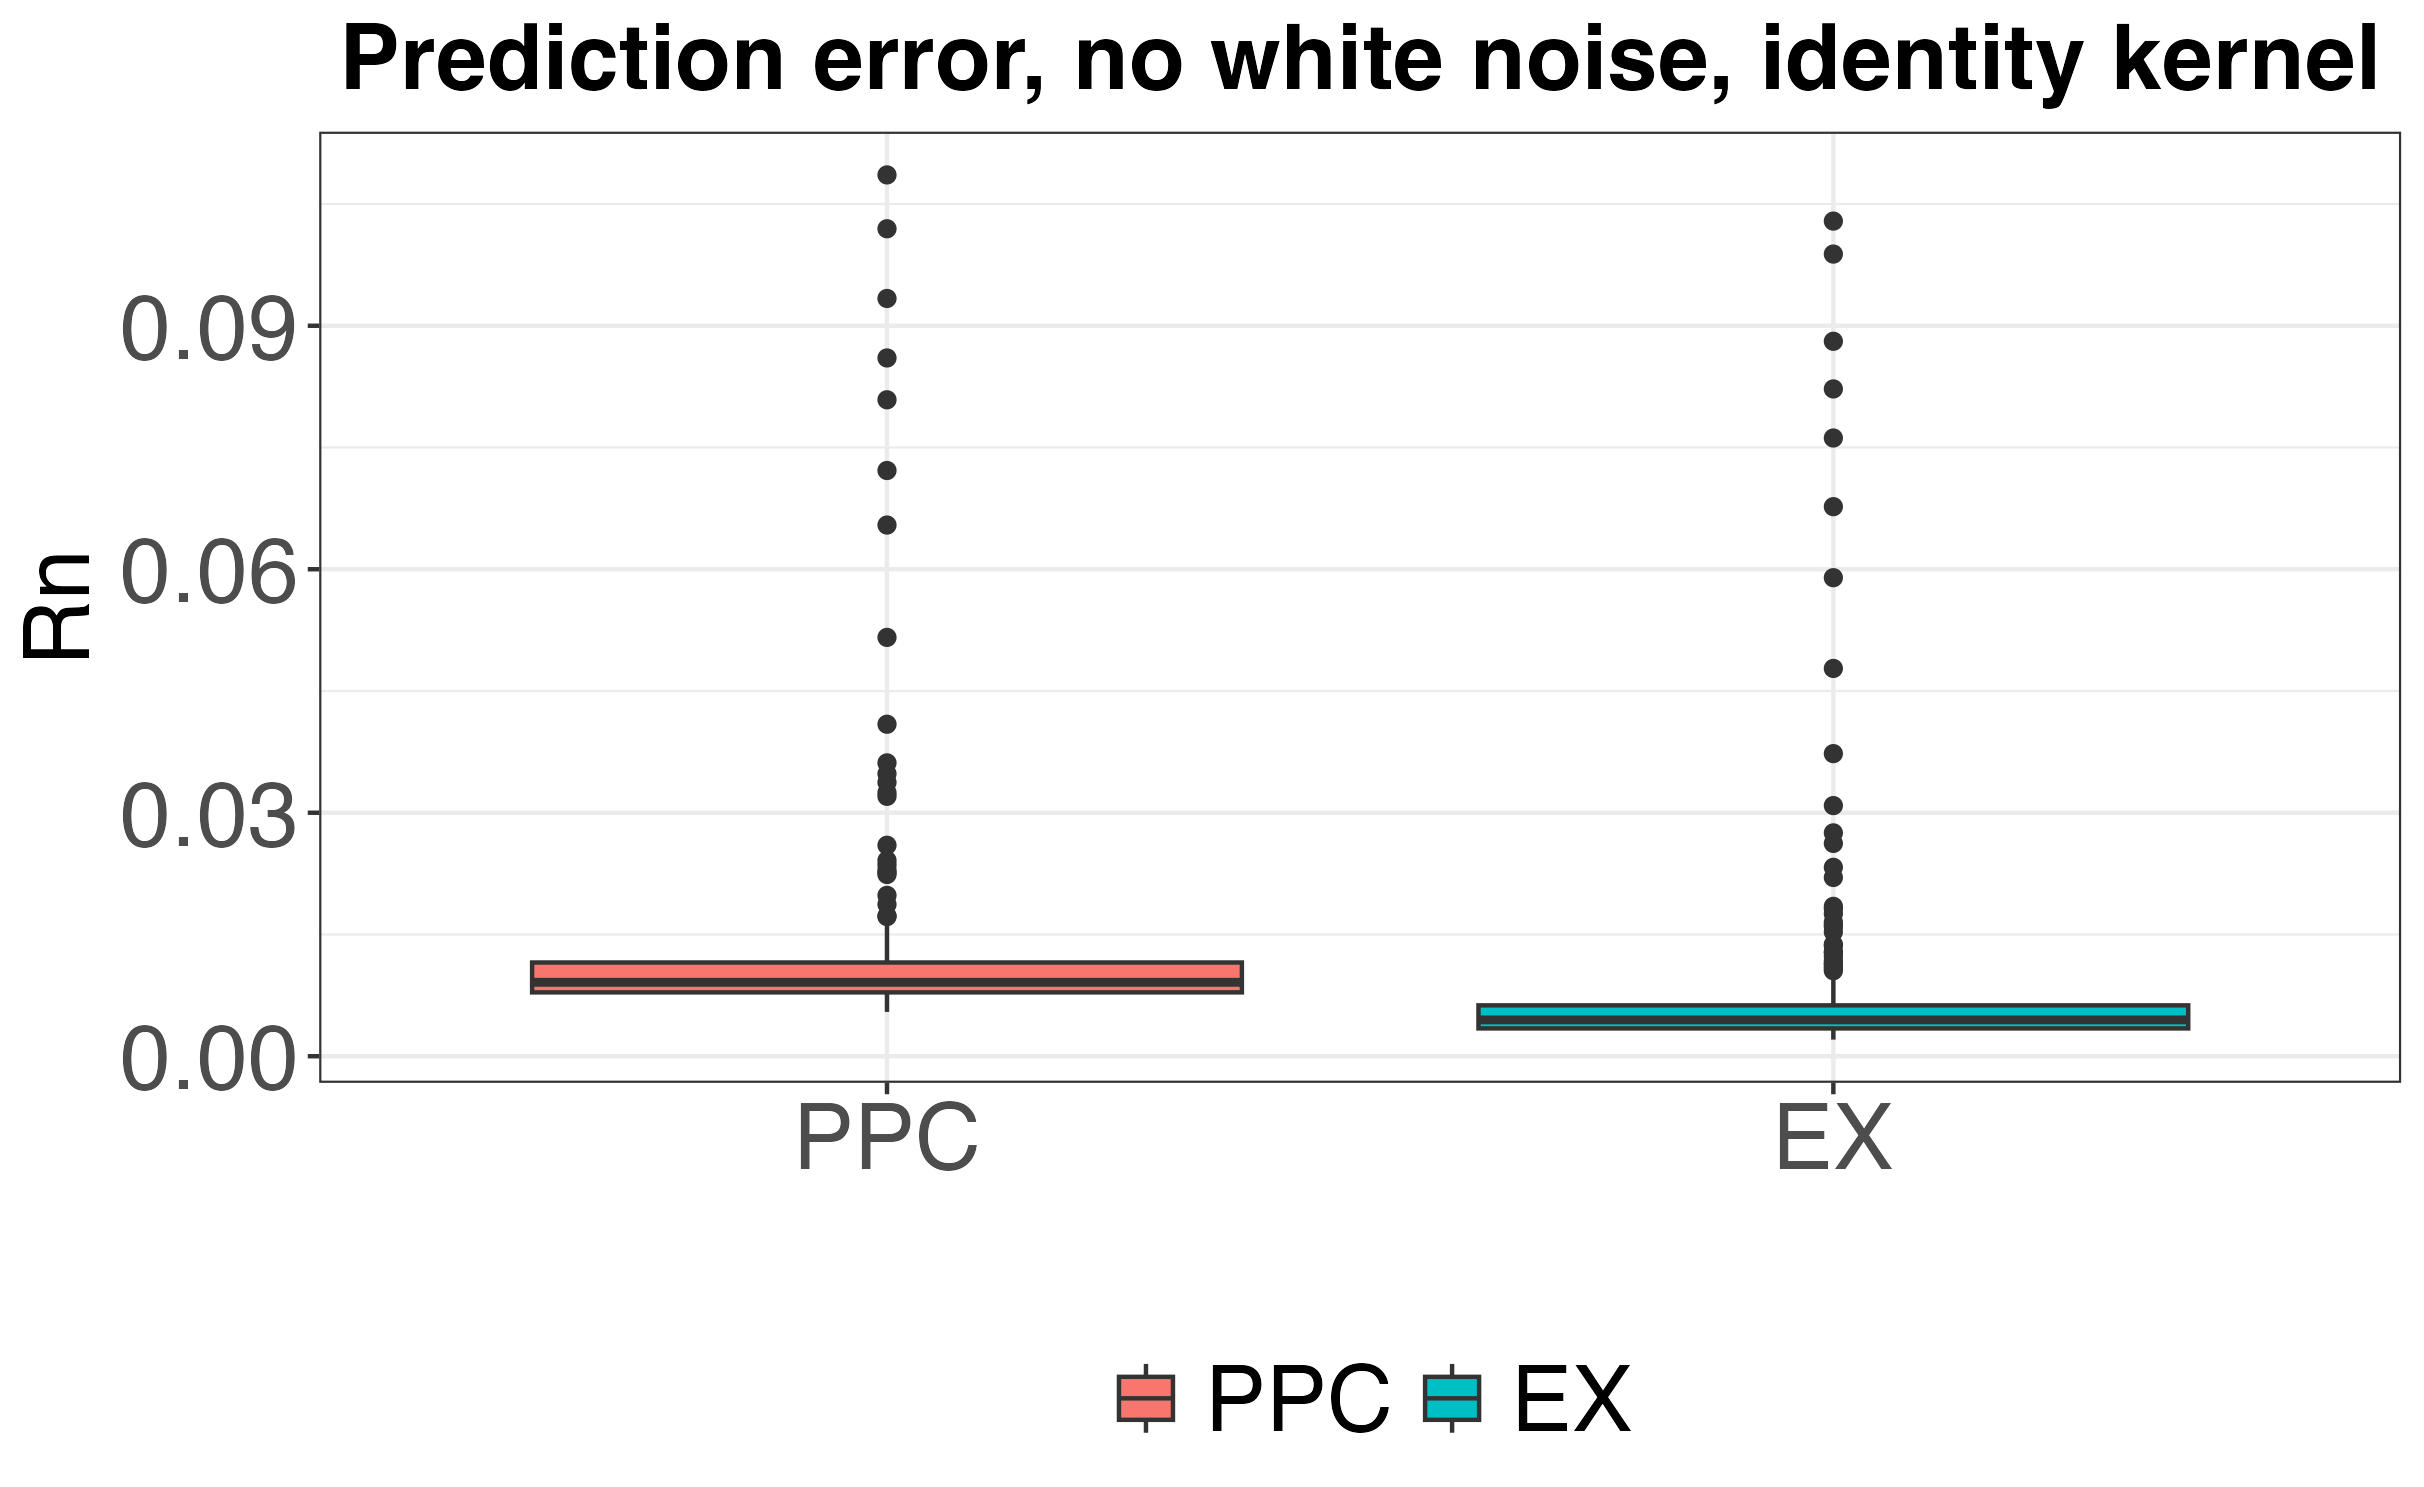 Prediction error, no white noise, identity kernel
Rn
0.09
0.06
0.03
0.00
PPC EX
PPC EX